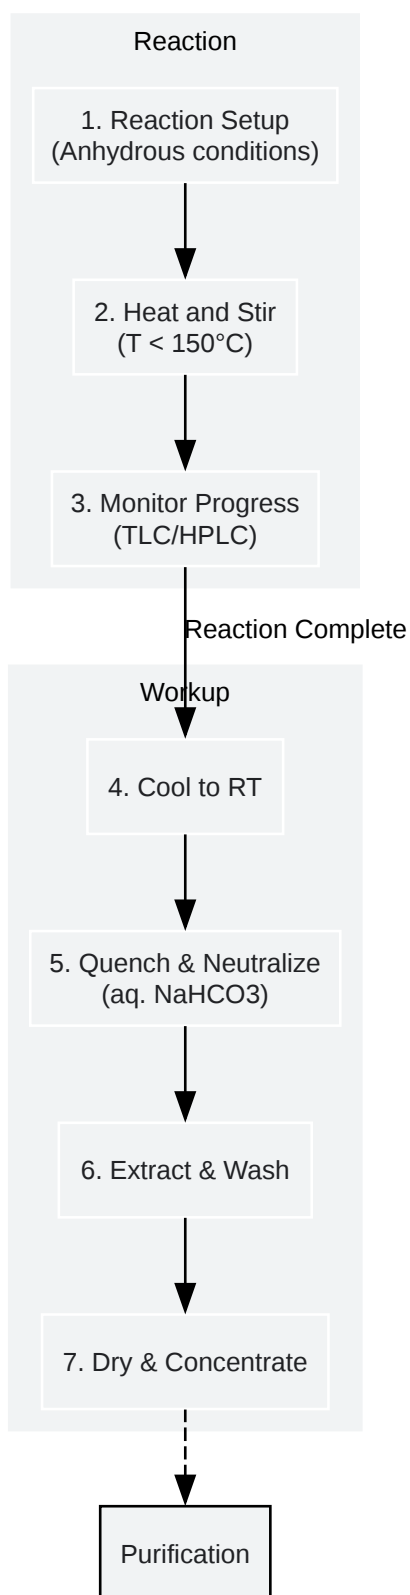 Reaction
1. Reaction Setup
(Anhydrous conditions)
2. Heat and Stir
(T < 150°C)
3. Monitor Progress
(TLC/HPLC)
Reaction Complete
Workup
4. Cool to RT
5. Quench & Neutralize
(aq. NaHCO3)
6. Extract & Wash
7. Dry & Concentrate
Purification